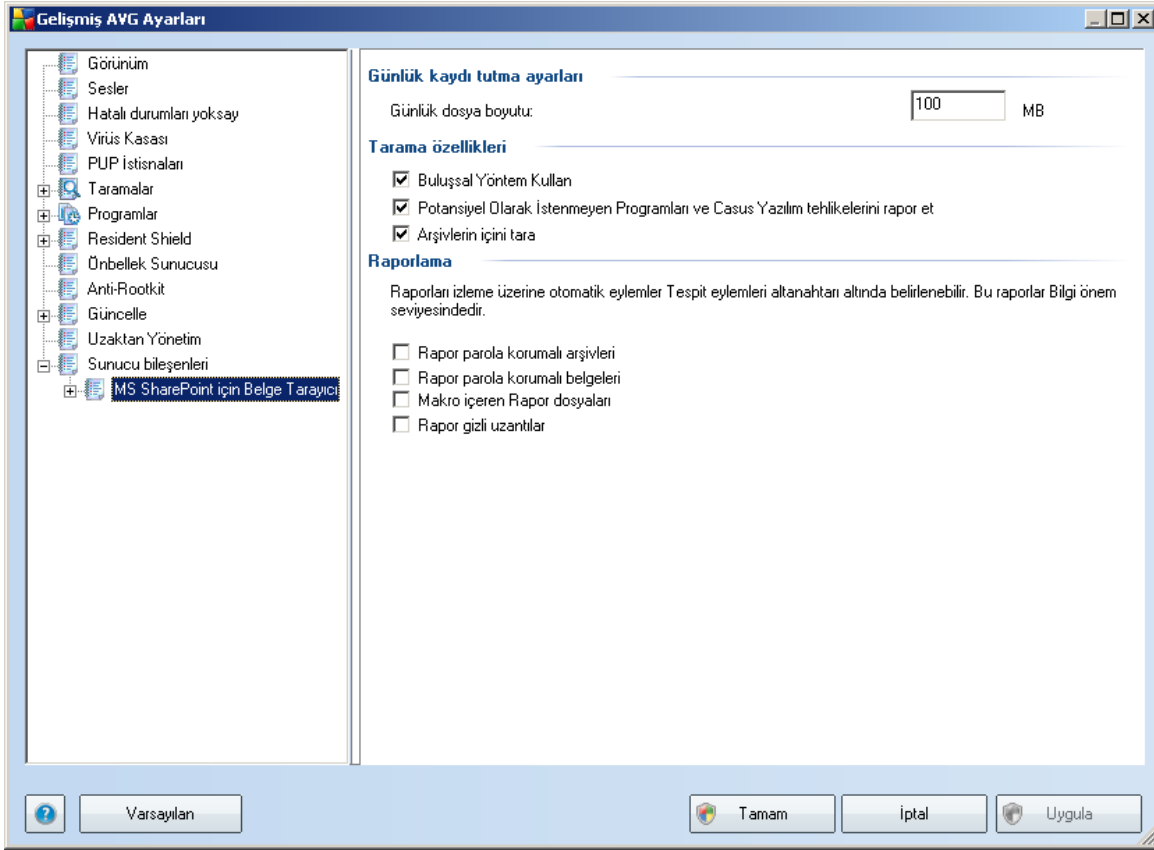 Gelişmiş AVG Ayarları
Görünüm
Sesler
Hatalı durumları yoksay
Virüs Kasası
PUP İstisnaları
Taramalar
Programlar
Resident Shield
Önbellek Sunucusu
Anti-Rootkit
Güncelle
Uzaktan Yönetim
Sunucu bileşenleri
MS SharePoint için Belge Tarayıcı
Günlük kaydı tutma ayarları
Günlük dosya boyutu: 100 MB
Tarama özellikleri
Buluşsal Yöntem Kullan
Potansiyel Olarak İstenmeyen Programları ve Casus Yazılım tehlikelerini rapor et
Arşivlerin içini tara
Raporlama
Raporları izleme üzerine otomatik eylemler Tespit eylemleri altanahtarı altında belirlenebilir. Bu raporlar Bilgi önem
seviyesindedir.
Rapor parola korumalı arşivleri
Rapor parola korumalı belgeleri
Makro içeren Rapor dosyaları
Rapor gizli uzantılar
Varsayılan
Tamam
İptal
Uygula